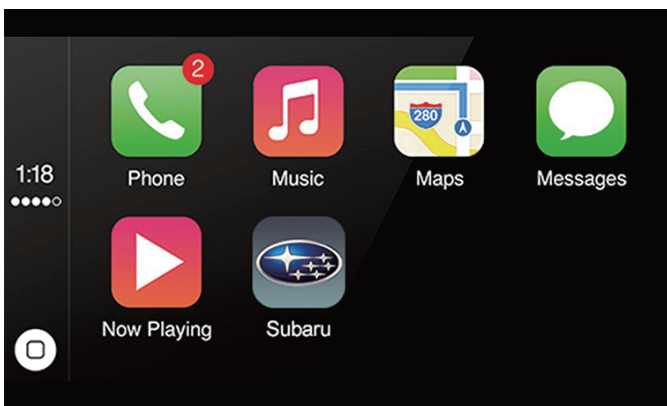 2
Phone
Music
280
Maps
Messages
1:18
Now Playing
Subaru